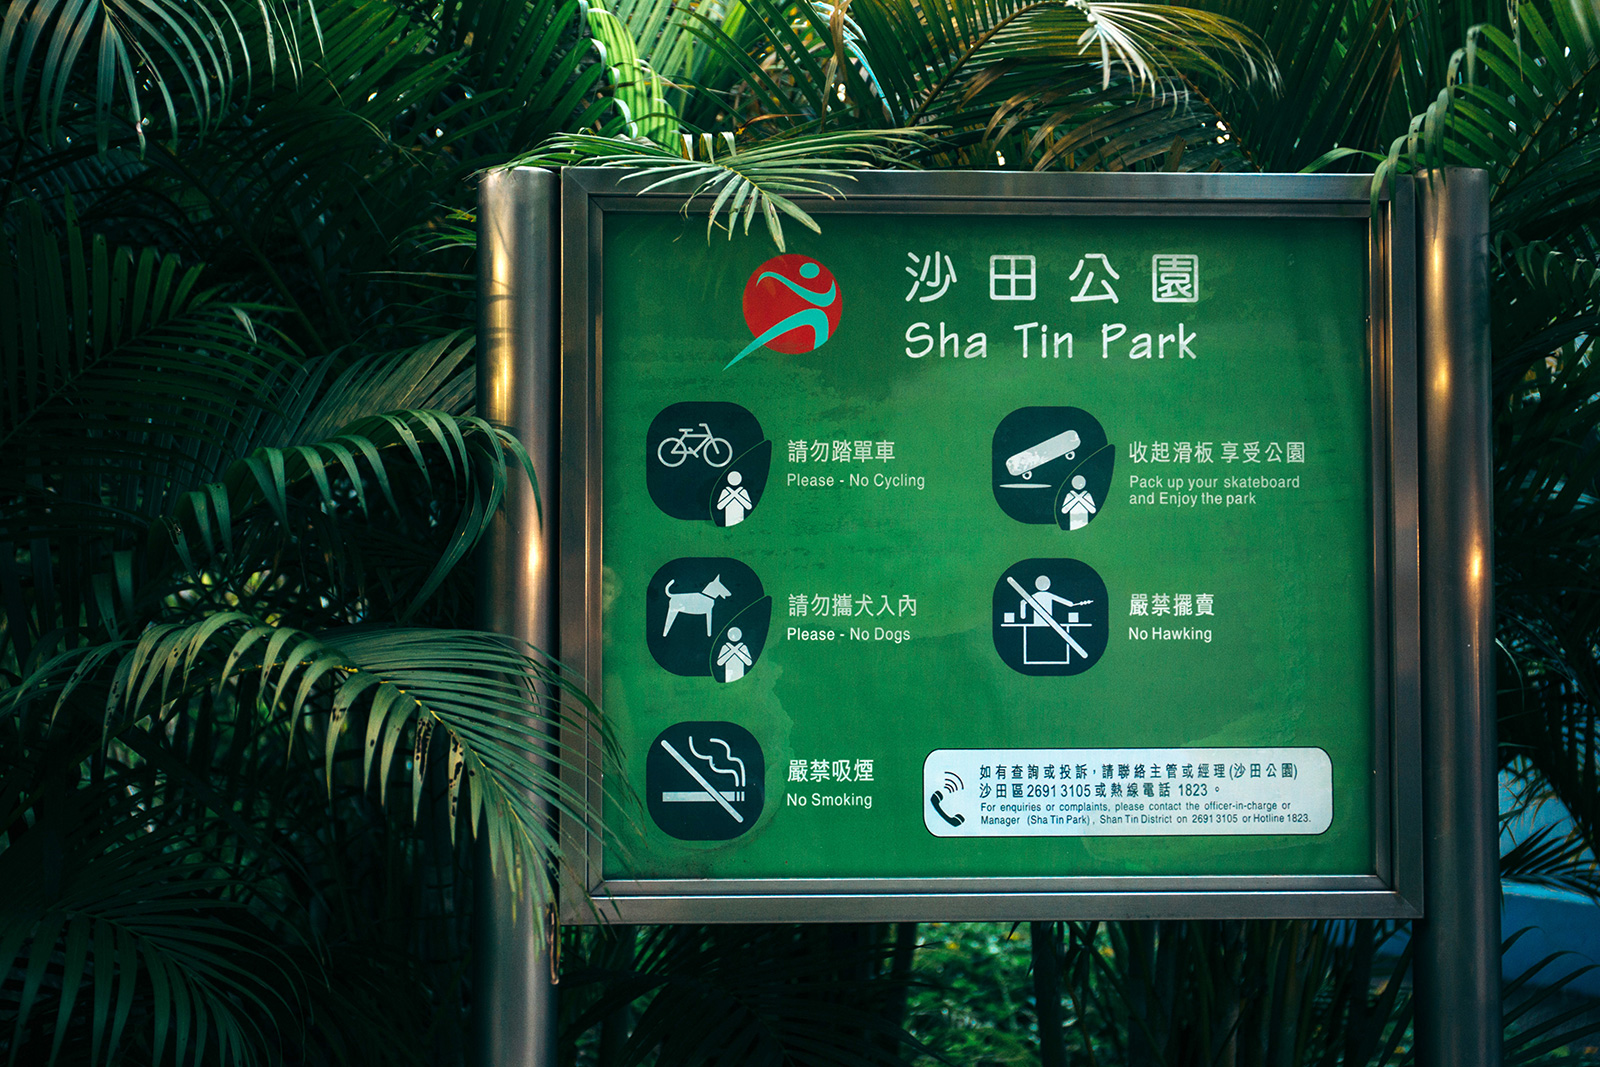 沙田公園
Sha Tin Park
請勿踏單車
Please - No Cycling
收起滑板 享受公園
Pack up your skateboard
and Enjoy the park
請勿攜犬入內
Please - No Dogs
嚴禁擺賣
No Hawking
嚴禁吸煙
No Smoking
如有查詢或投訴，請聯絡主管或經理(沙田公園)
沙田區2691 3105或熱線電話 1823。
For enquiries or complaints, please contact the officer-in-charge or
Manager (Sha Tin Park), Shan Tin District on 2691 3105 or Hotline 1823.